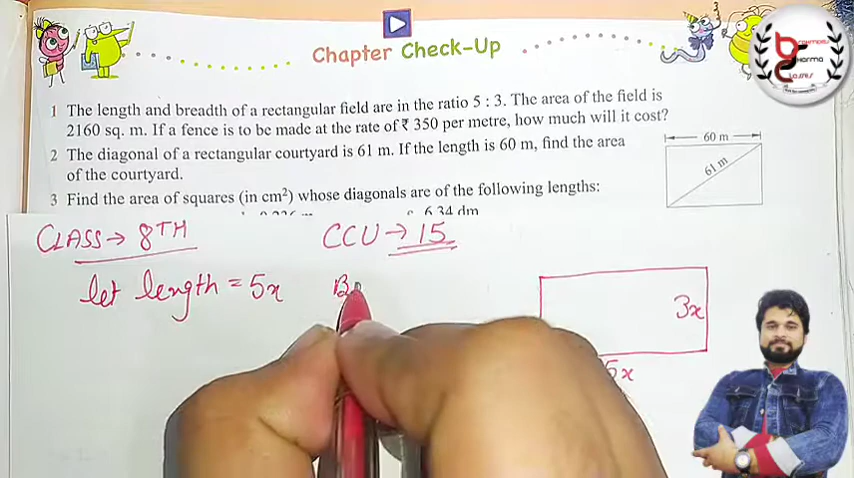 Chapter Check-Up
1 The length and breadth of a rectangular field are in the ratio 5 : 3. The area of the field is
2160 sq. m. If a fence is to be made at the rate of ₹ 350 per metre, how much will it cost?
2 The diagonal of a rectangular courtyard is 61 m. If the length is 60 m, find the area
of the courtyard.
60 m
61 m
3 Find the area of squares (in cm²) whose diagonals are of the following lengths:
6.34 dm
CLASS → 8TH
CCU → 15
let length = 5x
3x
5x